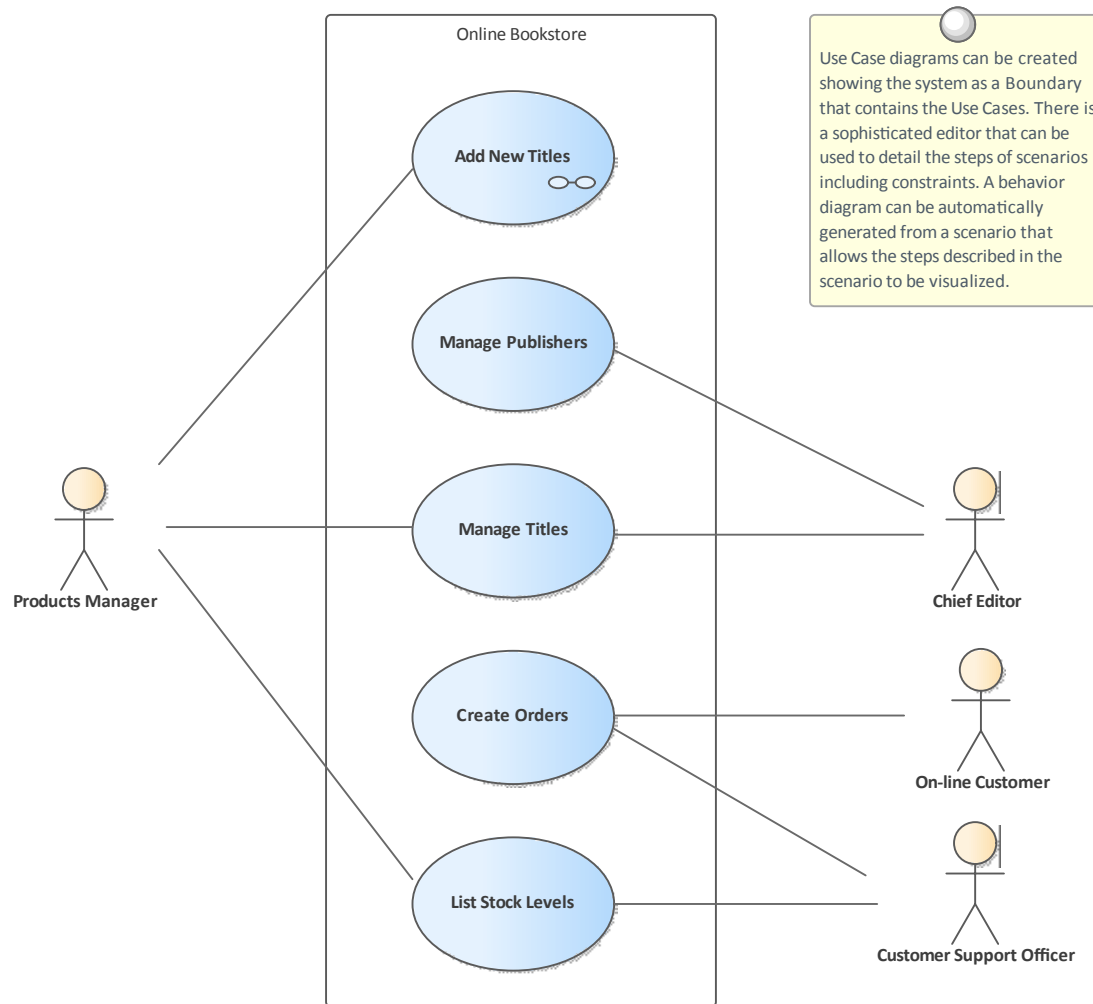 Online Bookstore
Use Case diagrams can be created
showing the system as a Boundary
that contains the Use Cases. There is
a sophisticated editor that can be
used to detail the steps of scenarios
including constraints. A behavior
diagram can be automatically
generated from a scenario that
allows the steps described in the
scenario to be visualized.
Add New Titles
Manage Publishers
Manage Titles
Products Manager
Chief Editor
Create Orders
On-line Customer
List Stock Levels
Customer Support Officer